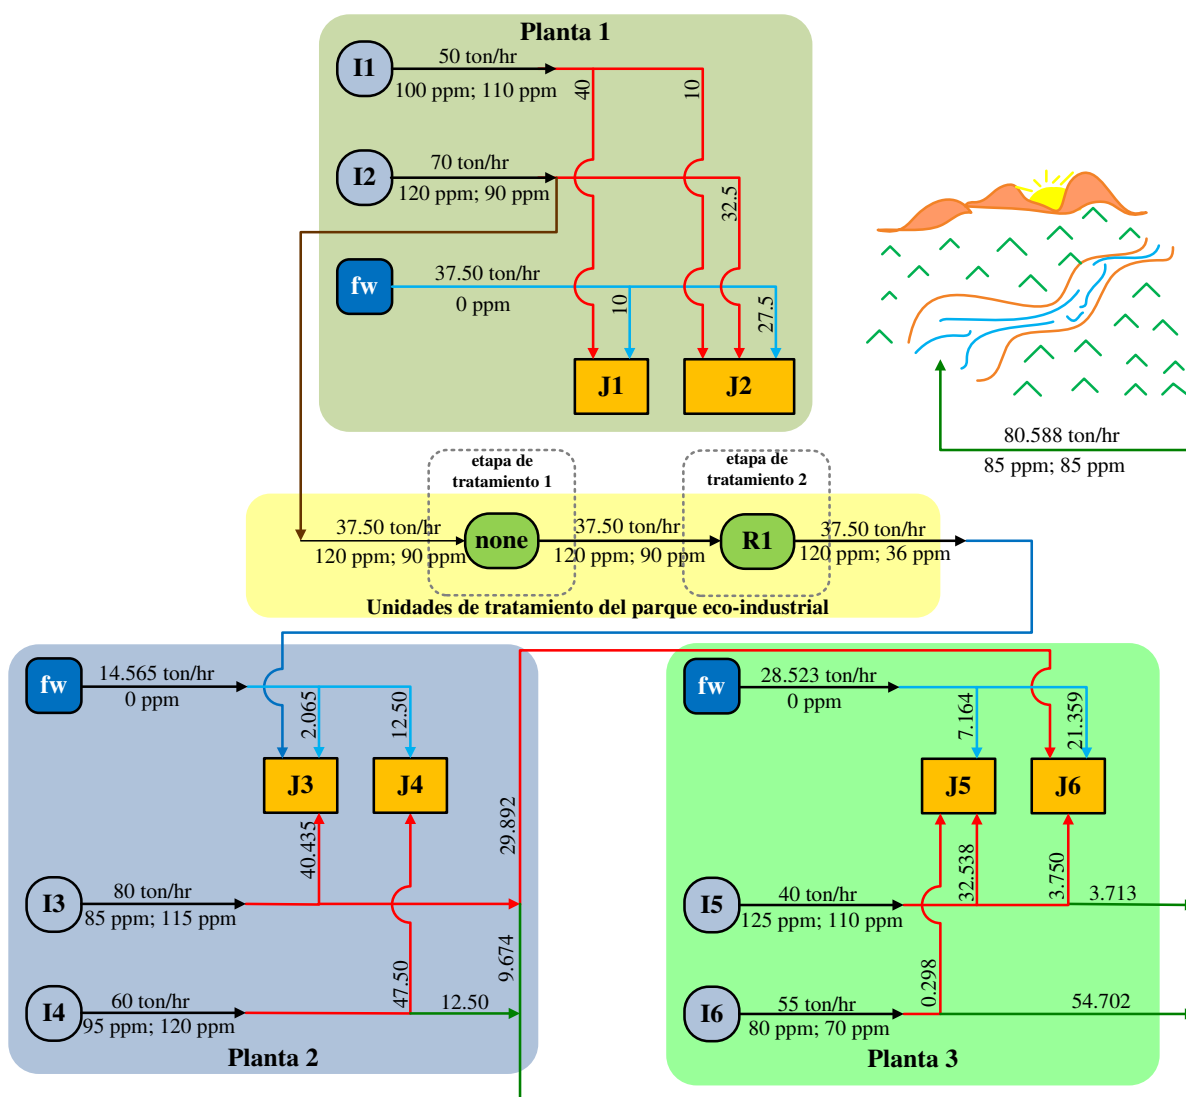 Planta 1
I1
50 ton/hr
100 ppm; 110 ppm
40
10
I2
70 ton/hr
120 ppm; 90 ppm
32.5
fw
37.50 ton/hr
0 ppm
10
27.5
J1
J2
80.588 ton/hr
85 ppm; 85 ppm
etapa de
tratamiento 1
etapa de
tratamiento 2
37.50 ton/hr
120 ppm; 90 ppm
none
37.50 ton/hr
120 ppm; 90 ppm
R1
37.50 ton/hr
120 ppm; 36 ppm
Unidades de tratamiento del parque eco-industrial
fw
14.565 ton/hr
0 ppm
2.065
12.50
J3
J4
40.435
29.892
I3
80 ton/hr
85 ppm; 115 ppm
9.674
47.50
I4
60 ton/hr
95 ppm; 120 ppm
12.50
Planta 2
fw
28.523 ton/hr
0 ppm
7.164
21.359
J5
J6
32.538
3.750
I5
40 ton/hr
125 ppm; 110 ppm
3.713
0.298
I6
55 ton/hr
80 ppm; 70 ppm
54.702
Planta 3